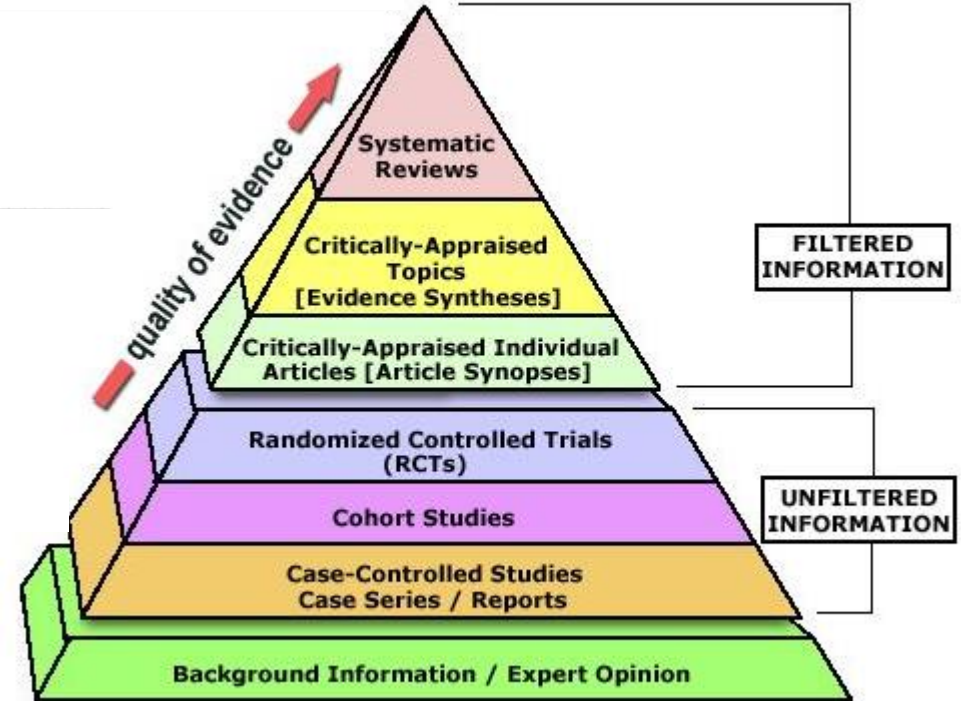 quality of evidence
Systematic
Reviews
Critically-Appraised
Topics
[Evidence Syntheses]
Critically-Appraised Individual
Articles [Article Synopses]
FILTERED
INFORMATION
Randomized Controlled Trials
(RCTs)
Cohort Studies
Case-Controlled Studies
Case Series / Reports
UNFILTERED
INFORMATION
Background Information / Expert Opinion